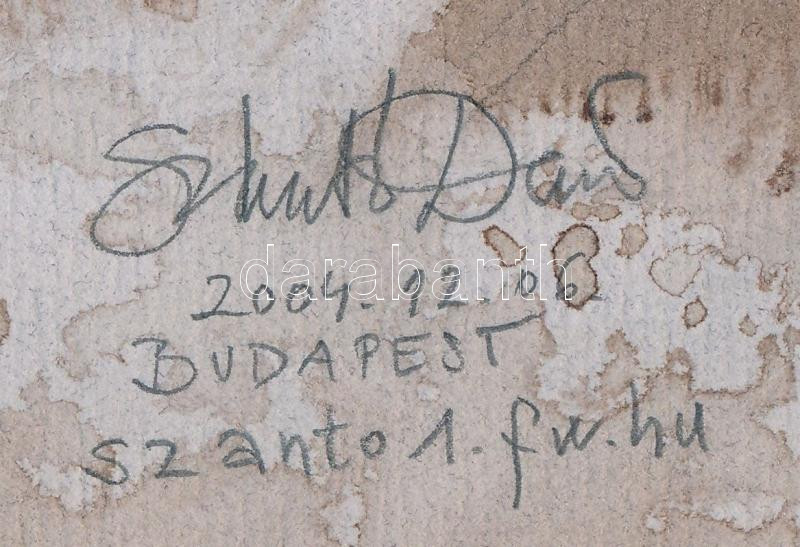 2004.12.06
darabanth
BUDAPEST
szanto1.fw.hu